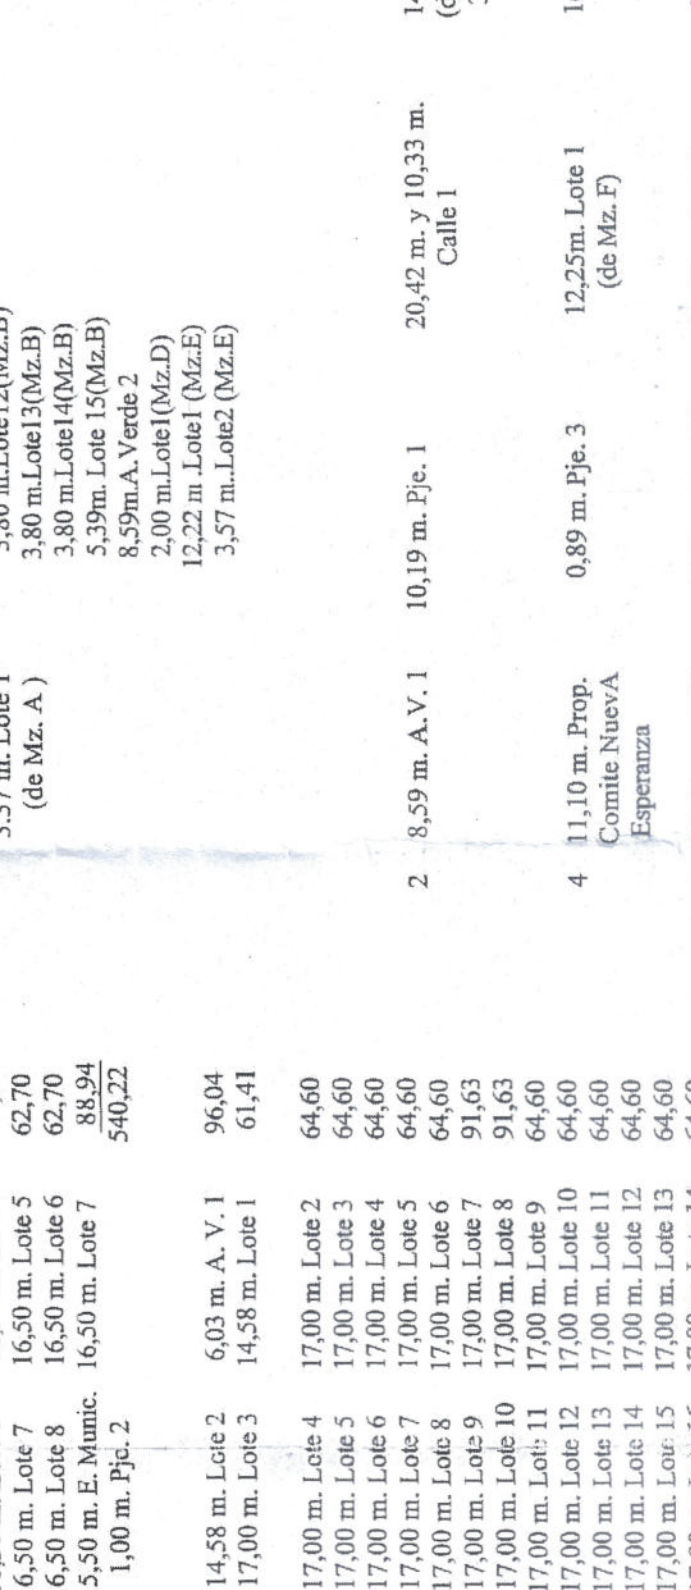 6,50 m. Lote 7 16,50 m. Lote 5 62,70
6,50 m. Lote 8 16,50 m. Lote 6 62,70
5,50 m. E. Munic. 16,50 m. Lote 7 88,94
1,00 m. Pje. 2 540,22
14,58 m. Lote 2 6,03 m. A. V. 1 96,04
17,00 m. Lote 3 14,58 m. Lote 1 61,41
17,00 m. Lote 4 17,00 m. Lote 2 64,60
17,00 m. Lote 5 17,00 m. Lote 3 64,60
17,00 m. Lote 6 17,00 m. Lote 4 64,60
17,00 m. Lote 7 17,00 m. Lote 5 64,60
17,00 m. Lote 8 17,00 m. Lote 6 64,60
17,00 m. Lote 9 17,00 m. Lote 7 91,63
17,00 m. Lote 10 17,00 m. Lote 8 91,63
17,00 m. Lote 11 17,00 m. Lote 9 64,60
17,00 m. Lote 12 17,00 m. Lote 10 64,60
17,00 m. Lote 13 17,00 m. Lote 11 64,60
17,00 m. Lote 14 17,00 m. Lote 12 64,60
17,00 m. Lote 15 17,00 m. Lote 13 64,60
(de Mz. A ) 3,80 m.Lote13(Mz.B)
3,80 m.Lote14(Mz.B)
5,39m. Lote 15(Mz.B)
8,59m.A.Verde 2
2,00 m.Lote1(Mz.D)
12,22 m .Lote1 (Mz.E)
3,57 m..Lote2 (Mz.E)
2 8,59 m. A.V. 1 10,19 m. Pje. 1 20,42 m. y 10,33 m.
Calle 1
4 11,10 m. Prop. 0,89 m. Pje. 3 12,25m. Lote 1
Comite NuevA (de Mz. F)
Esperanza